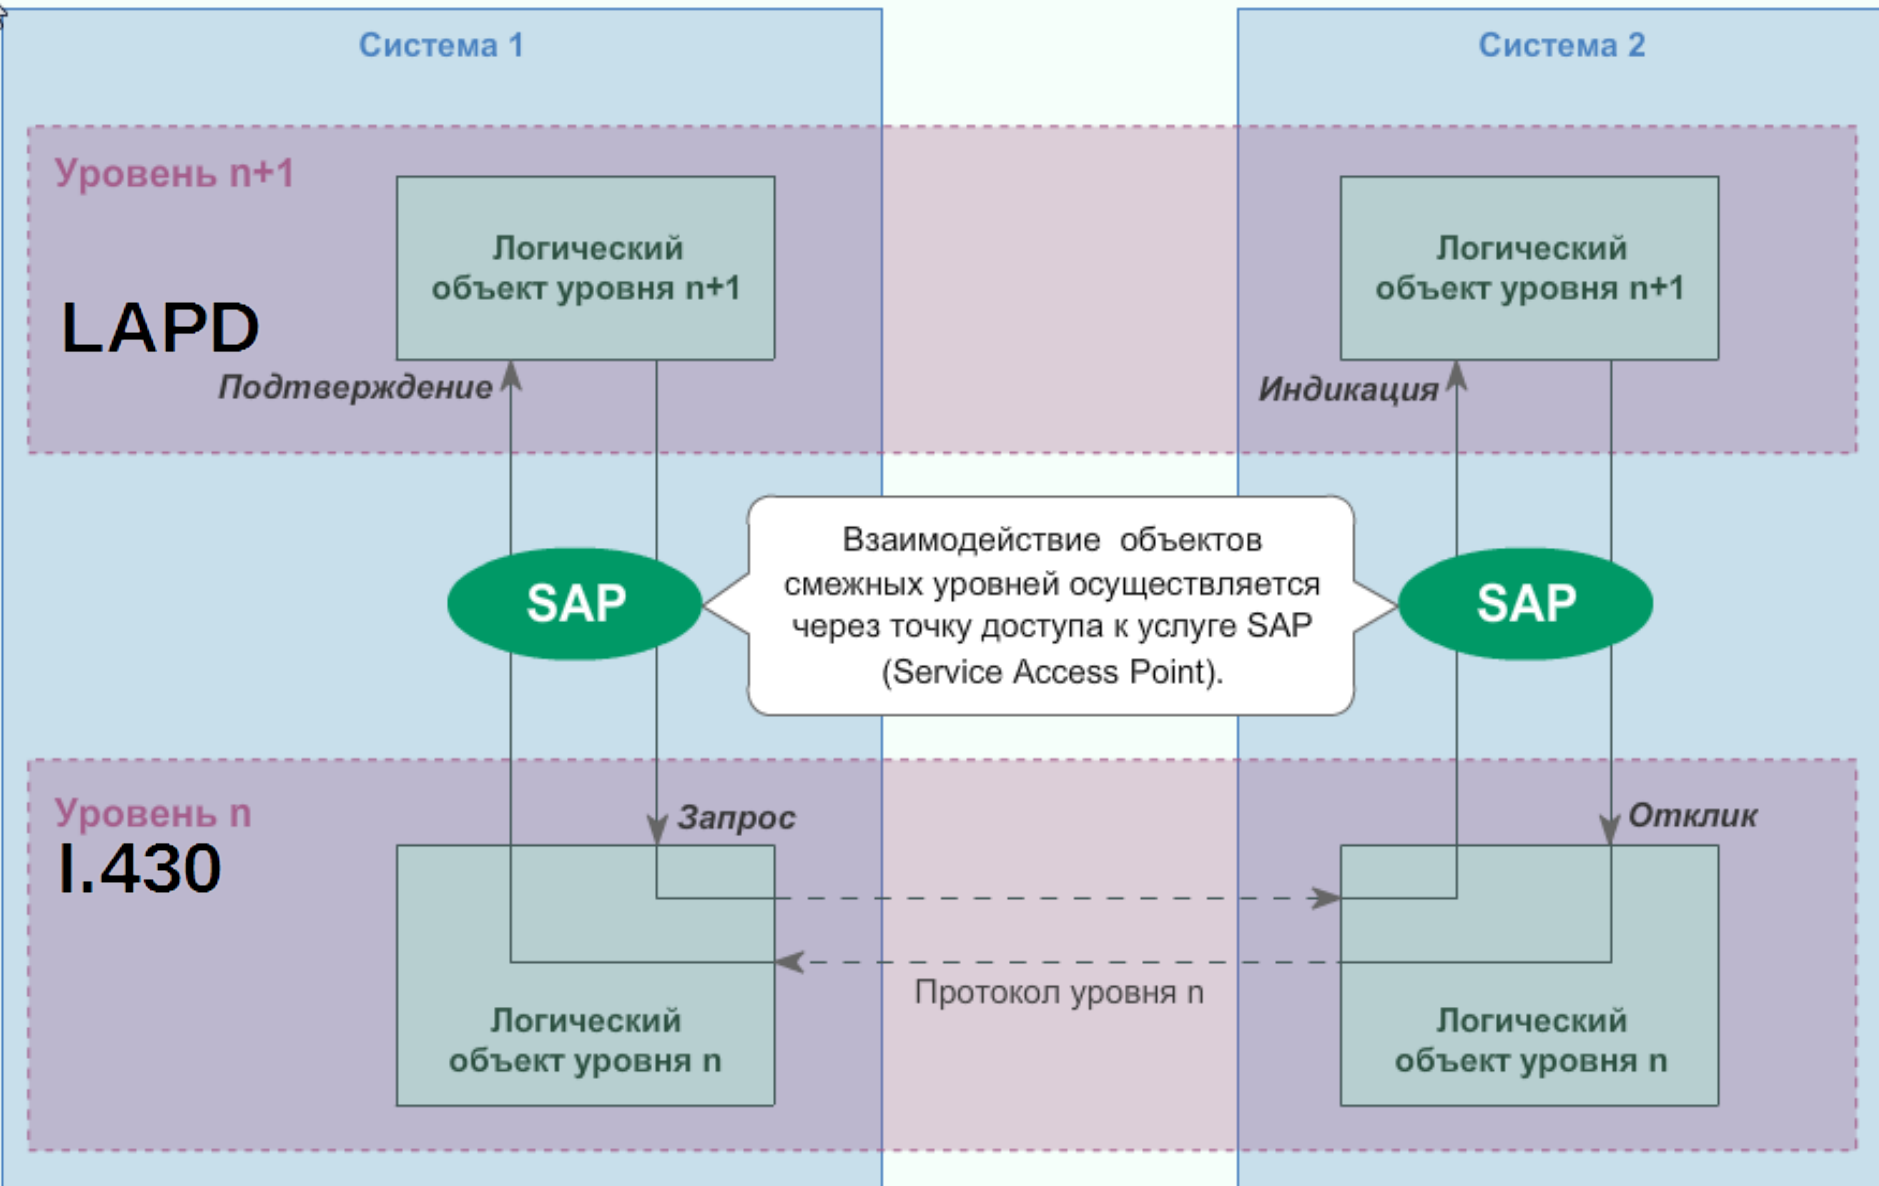 Система 1
Система 2
Уровень n+1
Логический
объект уровня n+1
Логический
объект уровня n+1
LAPD
Подтверждение
Индикация
SAP
Взаимодействие объектов
смежных уровней осуществляется
через точку доступа к услуге SAP
(Service Access Point).
SAP
Уровень n
Запрос
Отклик
I.430
Протокол уровня n
Логический
объект уровня n
Логический
объект уровня n